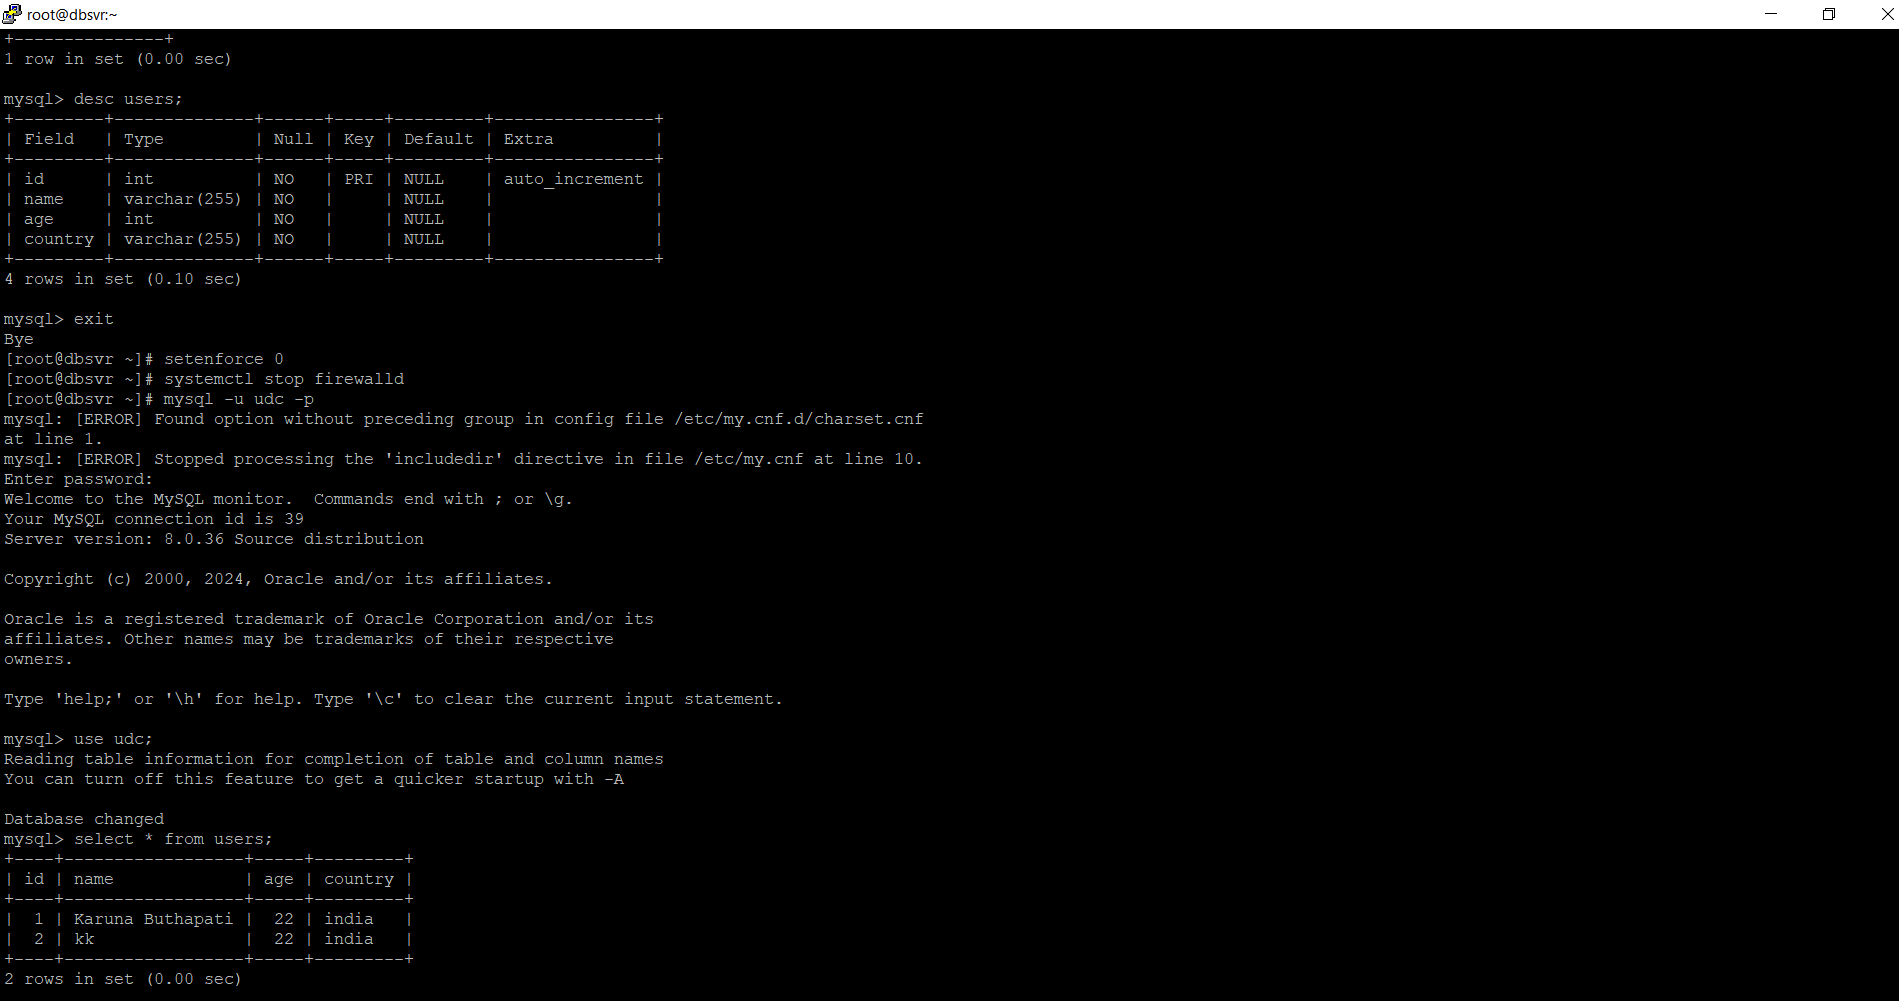 root@dbsvr:~
+---------------+
1 row in set (0.00 sec)
mysql> desc users;
+---------+--------------+------+-----+---------+----------------+
| Field   | Type         | Null | Key | Default | Extra          |
+---------+--------------+------+-----+---------+----------------+
| id      | int          | NO   | PRI | NULL    | auto_increment |
| name    | varchar(255) | NO   |     | NULL    |                |
| age     | int          | NO   |     | NULL    |                |
| country | varchar(255) | NO   |     | NULL    |                |
+---------+--------------+------+-----+---------+----------------+
4 rows in set (0.10 sec)
mysql> exit
Bye
[root@dbsvr ~]# setenforce 0
[root@dbsvr ~]# systemctl stop firewalld
[root@dbsvr ~]# mysql -u udc -p
mysql: [ERROR] Found option without preceding group in config file /etc/my.cnf.d/charset.cnf
at line 1.
mysql: [ERROR] Stopped processing the 'includedir' directive in file /etc/my.cnf at line 10.
Enter password:
Welcome to the MySQL monitor.  Commands end with ; or \g.
Your MySQL connection id is 39
Server version: 8.0.36 Source distribution
Copyright (c) 2000, 2024, Oracle and/or its affiliates.
Oracle is a registered trademark of Oracle Corporation and/or its
affiliates. Other names may be trademarks of their respective
owners.
Type 'help;' or '\h' for help. Type '\c' to clear the current input statement.
mysql> use udc;
Reading table information for completion of table and column names
You can turn off this feature to get a quicker startup with -A
Database changed
mysql> select * from users;
+----+------------------+-----+---------+
| id | name             | age | country |
+----+------------------+-----+---------+
|  1 | Karuna Buthapati |  22 | india   |
|  2 | kk               |  22 | india   |
+----+------------------+-----+---------+
2 rows in set (0.00 sec)